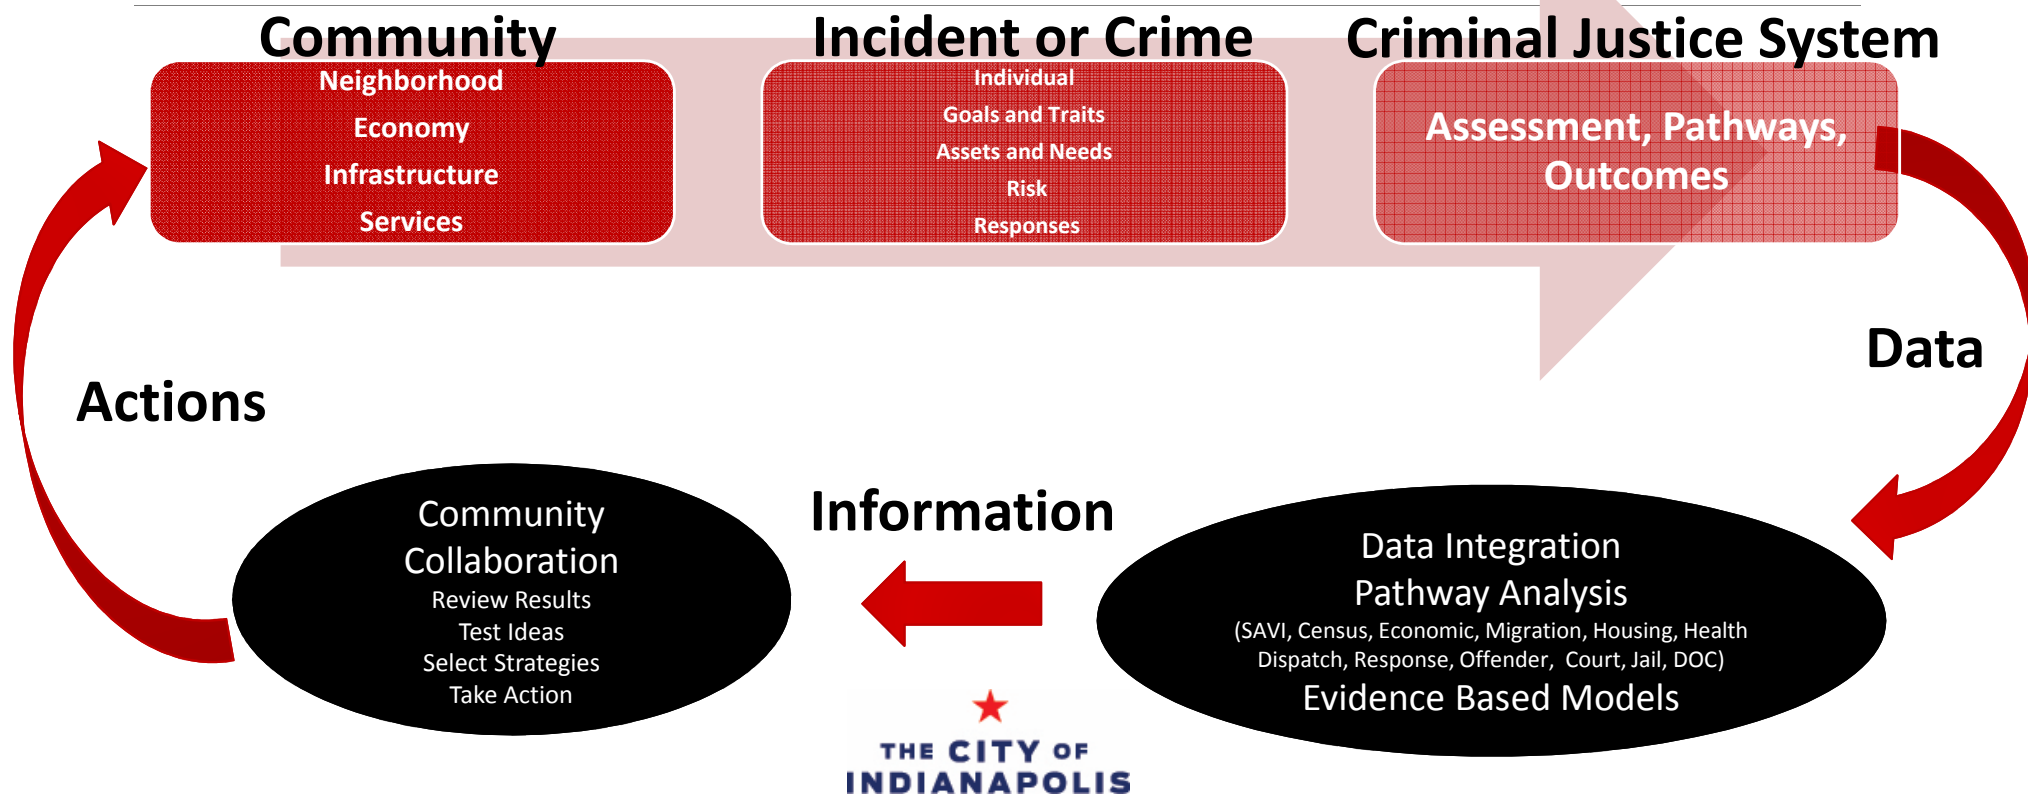 Community
Neighborhood
Economy
Infrastructure
Services
Incident or Crime
Individual
Goals and Traits
Assets and Needs
Risk
Responses
Criminal Justice System
Assessment, Pathways,
Outcomes
Data
Data Integration
Pathway Analysis
(SAVI, Census, Economic, Migration, Housing, Health
Dispatch, Response, Offender, Court, Jail, DOC)
Evidence Based Models
Information
Community
Collaboration
Review Results
Test Ideas
Select Strategies
Take Action
Actions
THE CITY OF
INDIANAPOLIS